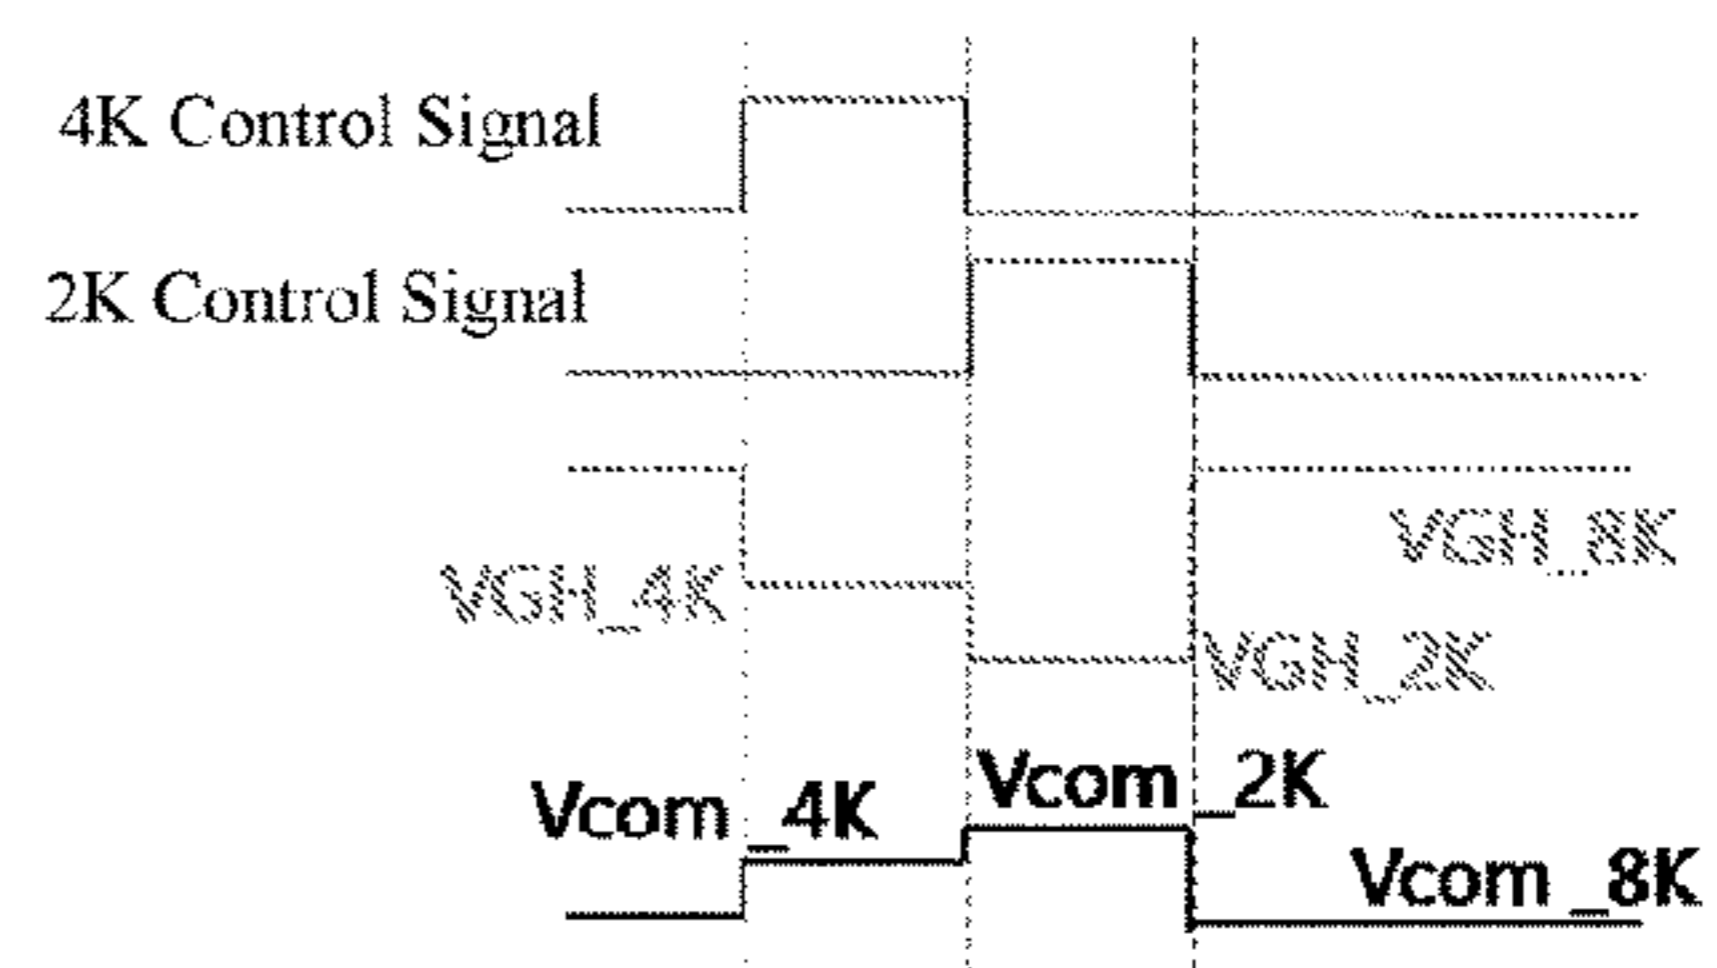 4K Control Signal
2K Control Signal
VGH_8K
VGH_4K
VGH_2K
Vcom _2K
Vcom _4K
Vcom _8K